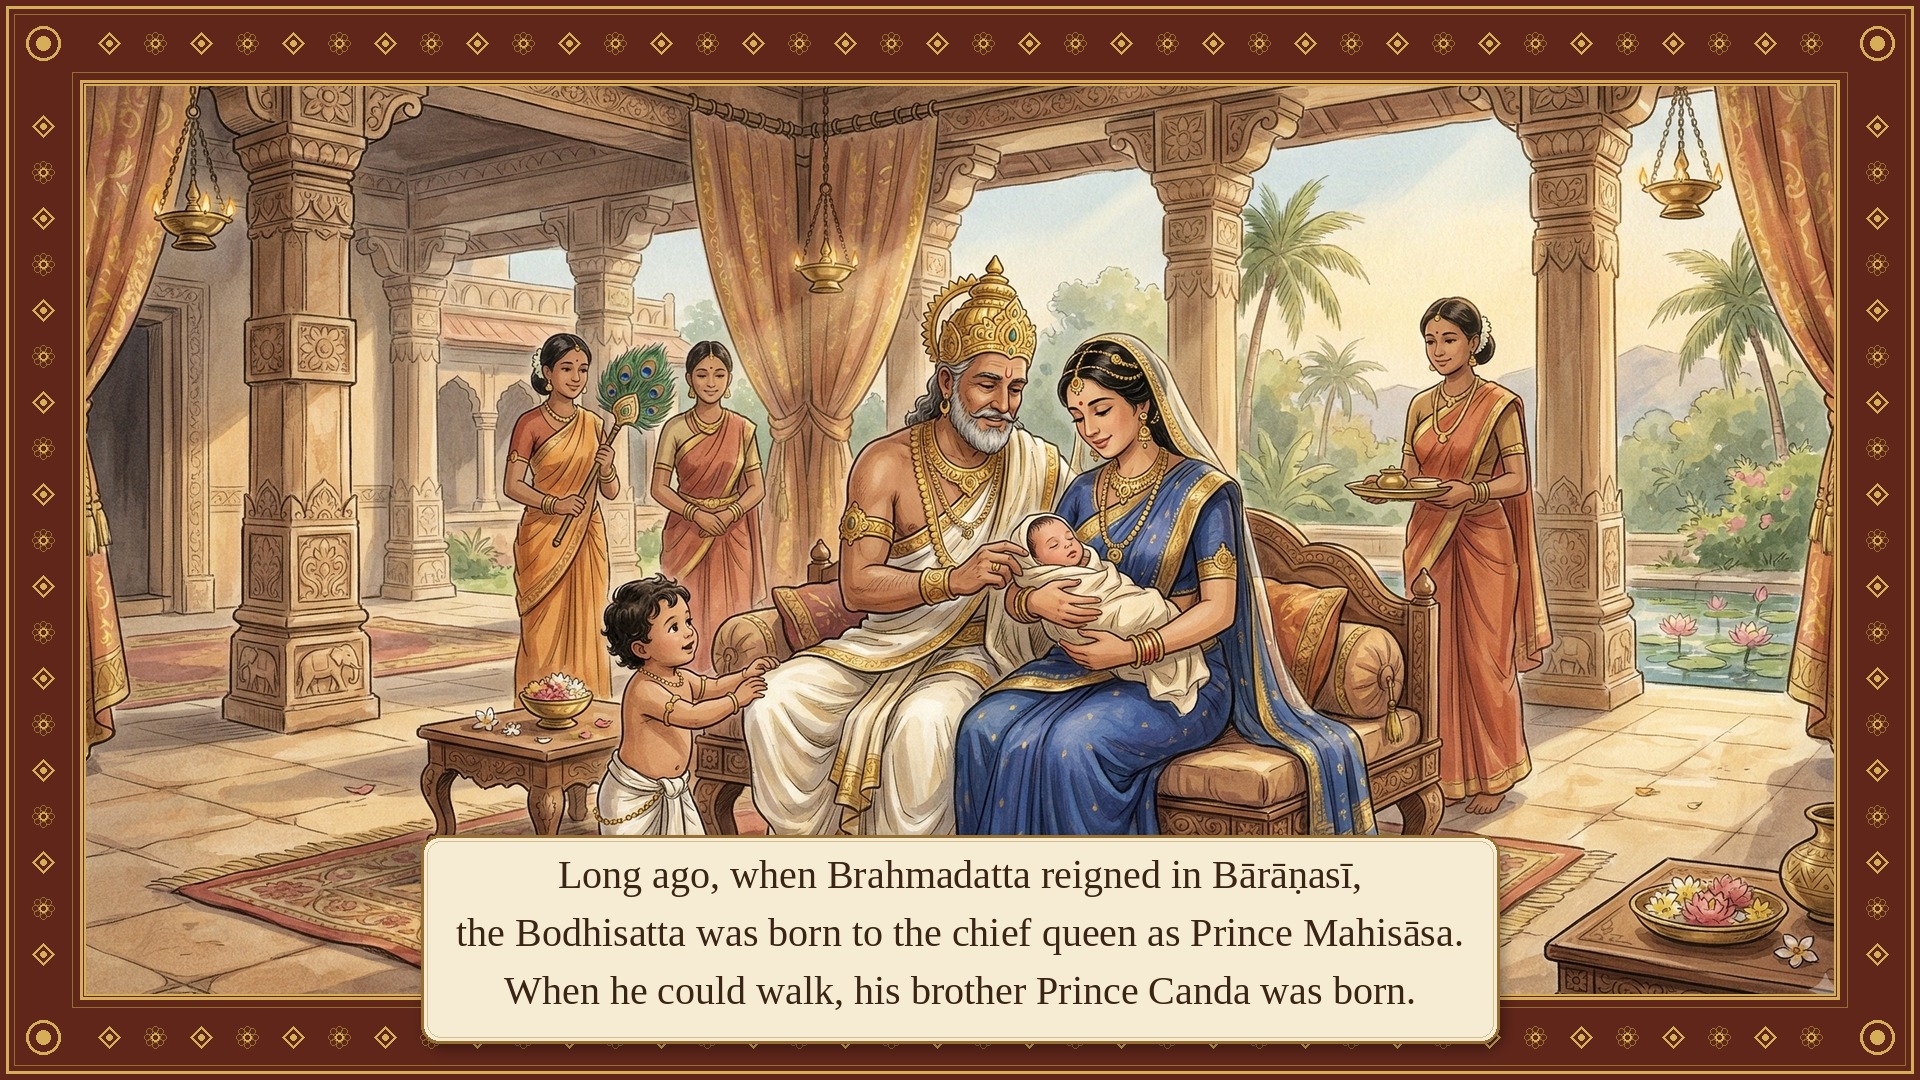 Long ago, when Brahmadatta reigned in Bārāṇasī,
the Bodhisatta was born to the chief queen as Prince Mahisāsa.
When he could walk, his brother Prince Canda was born.